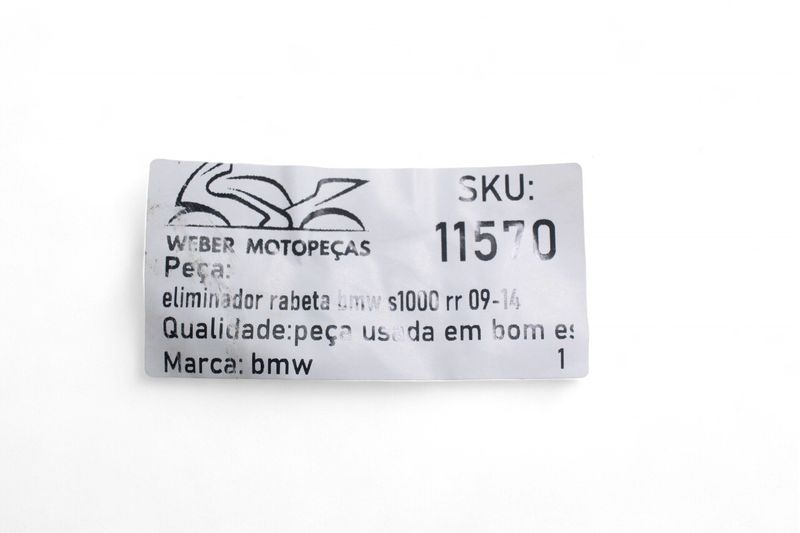 WEBER MOTOPEÇAS
SKU:
11570
Peça:
eliminador rabeta bmw s1000 rr 09-14
Qualidade:peça usada em bom es
Marca: bmw
1